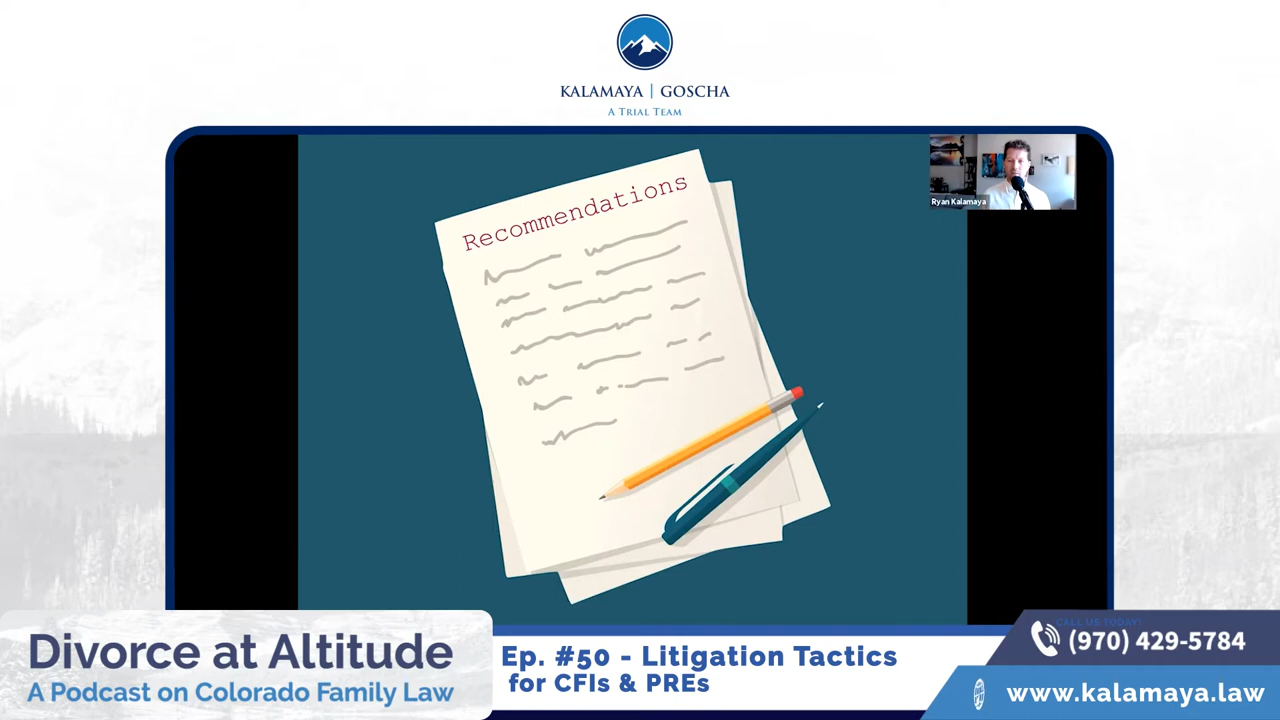 KALAMAYA | GOSCHA
A TRIAL TEAM
Recommendations
Ryan Kalamaya
Divorce at Altitude
A Podcast on Colorado Family Law
Ep. #50 - Litigation Tactics
for CFIs & PREs
CALL US TODAY!
(970) 429-5784
www.kalamaya.law